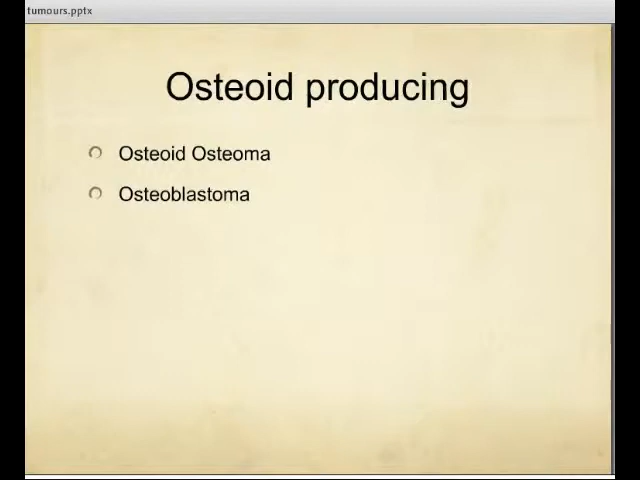 tumours.pptx
Osteoid producing
Osteoid Osteoma
Osteoblastoma